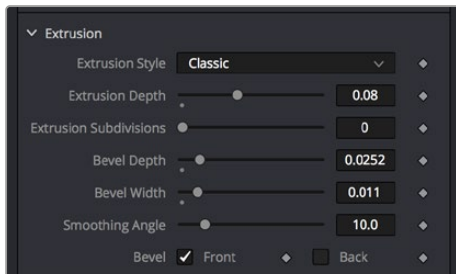 Extrusion
Extrusion Style Classic
Extrusion Depth 0.08
Extrusion Subdivisions 0
Bevel Depth 0.0252
Bevel Width 0.011
Smoothing Angle 10.0
Bevel Front Back